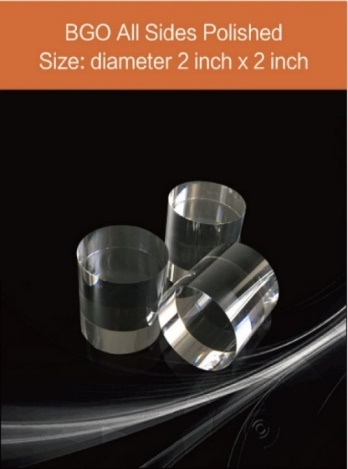 BGO All Sides Polished
Size: diameter 2 inch x 2 inch